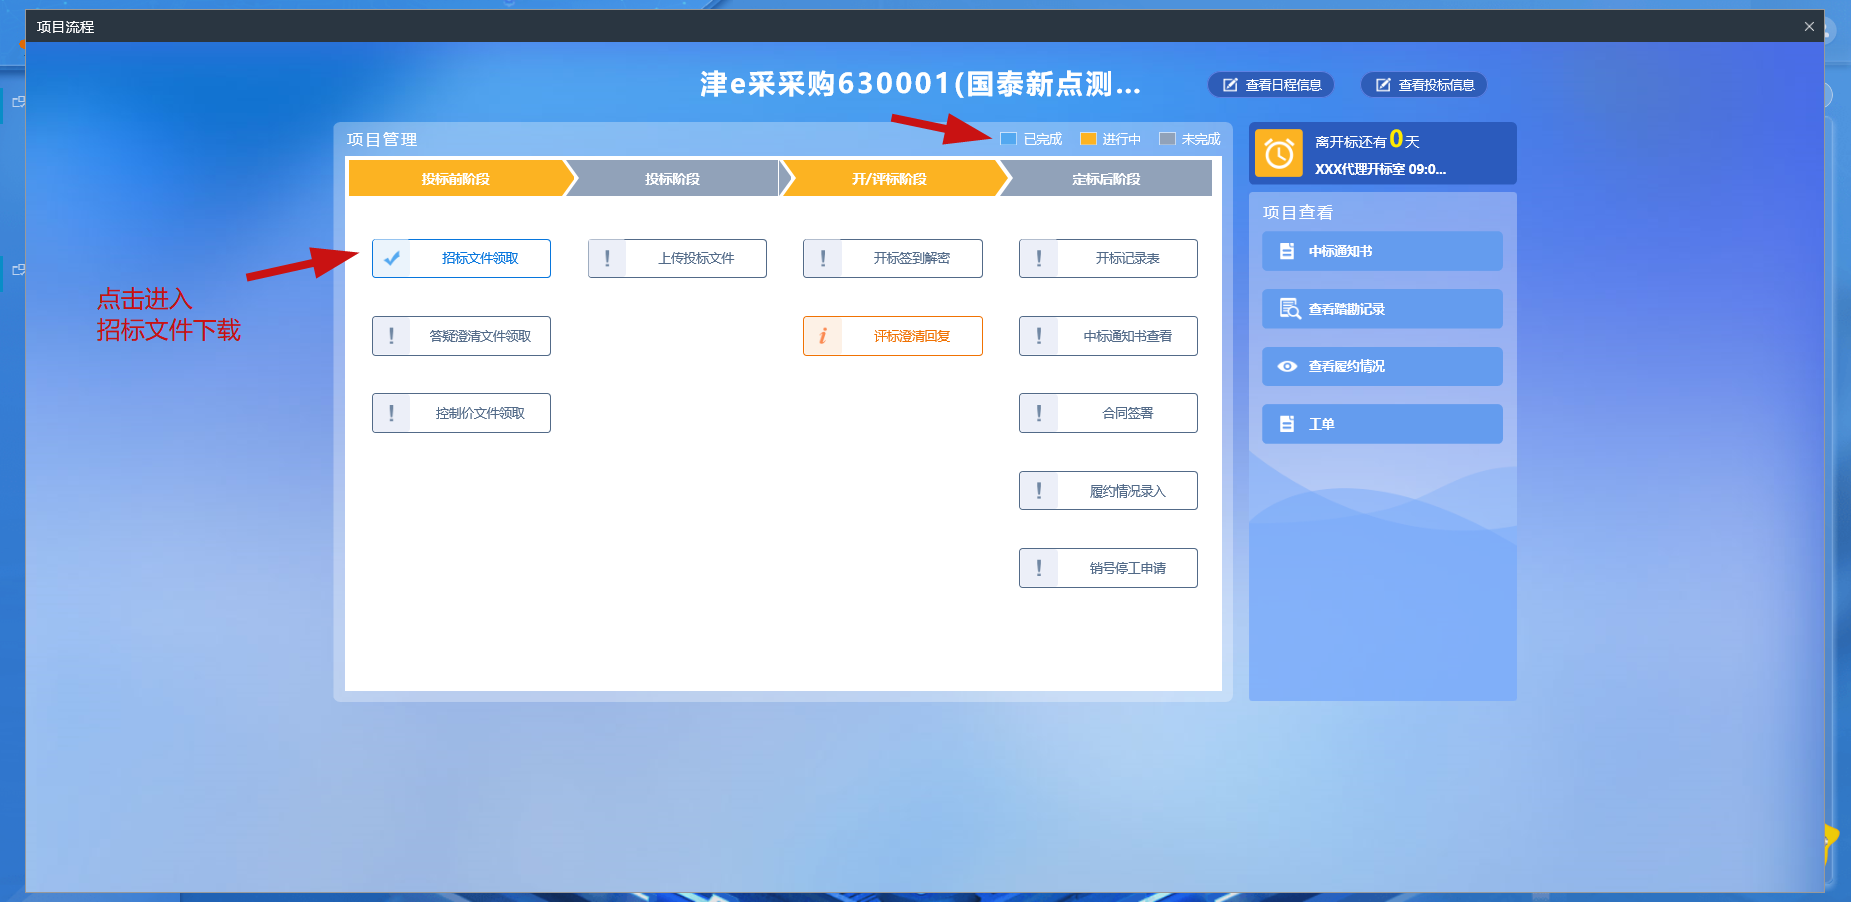 项目流程
津e采采购630001(国泰新点测...
查看日程信息
查看投标信息
项目管理
已完成
进行中
未完成
投标前阶段
投标阶段
开/评标阶段
定标后阶段
招标文件领取
上传投标文件
开标签到解密
开标记录表
答疑澄清文件领取
评标澄清回复
中标通知书查看
控制价文件领取
合同签署
履约情况录入
销号停工申请
点击进入
招标文件下载
离开标还有0天
XXX代理开标室 09:0...
项目查看
中标通知书
查看踏勘记录
查看履约情况
工单